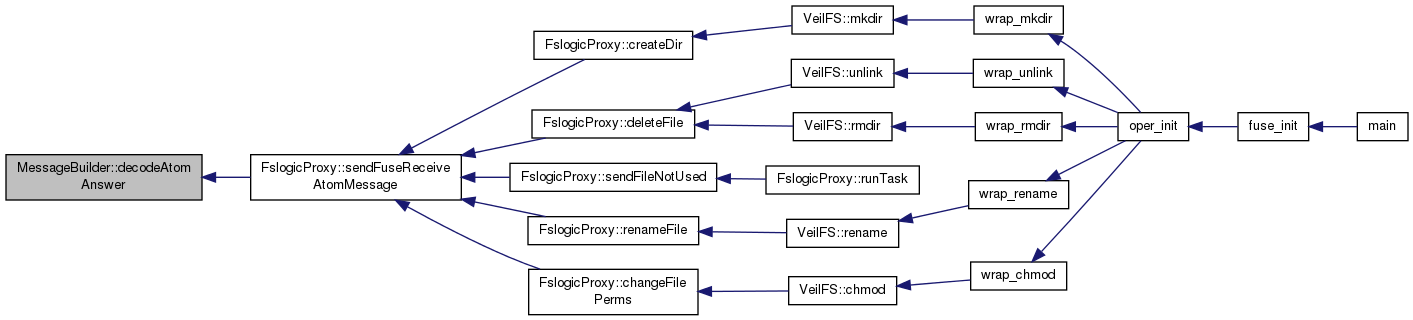 MessageBuilder::decodeAtom
Answer
FslogicProxy::sendFuseReceive
AtomMessage
FslogicProxy::createDir
VeilFS::mkdir
wrap_mkdir
FslogicProxy::deleteFile
VeilFS::unlink
wrap_unlink
VeilFS::rmdir
wrap_rmdir
oper_init
fuse_init
main
FslogicProxy::sendFileNotUsed
FslogicProxy::runTask
FslogicProxy::renameFile
VeilFS::rename
wrap_rename
FslogicProxy::changeFile
Perms
VeilFS::chmod
wrap_chmod